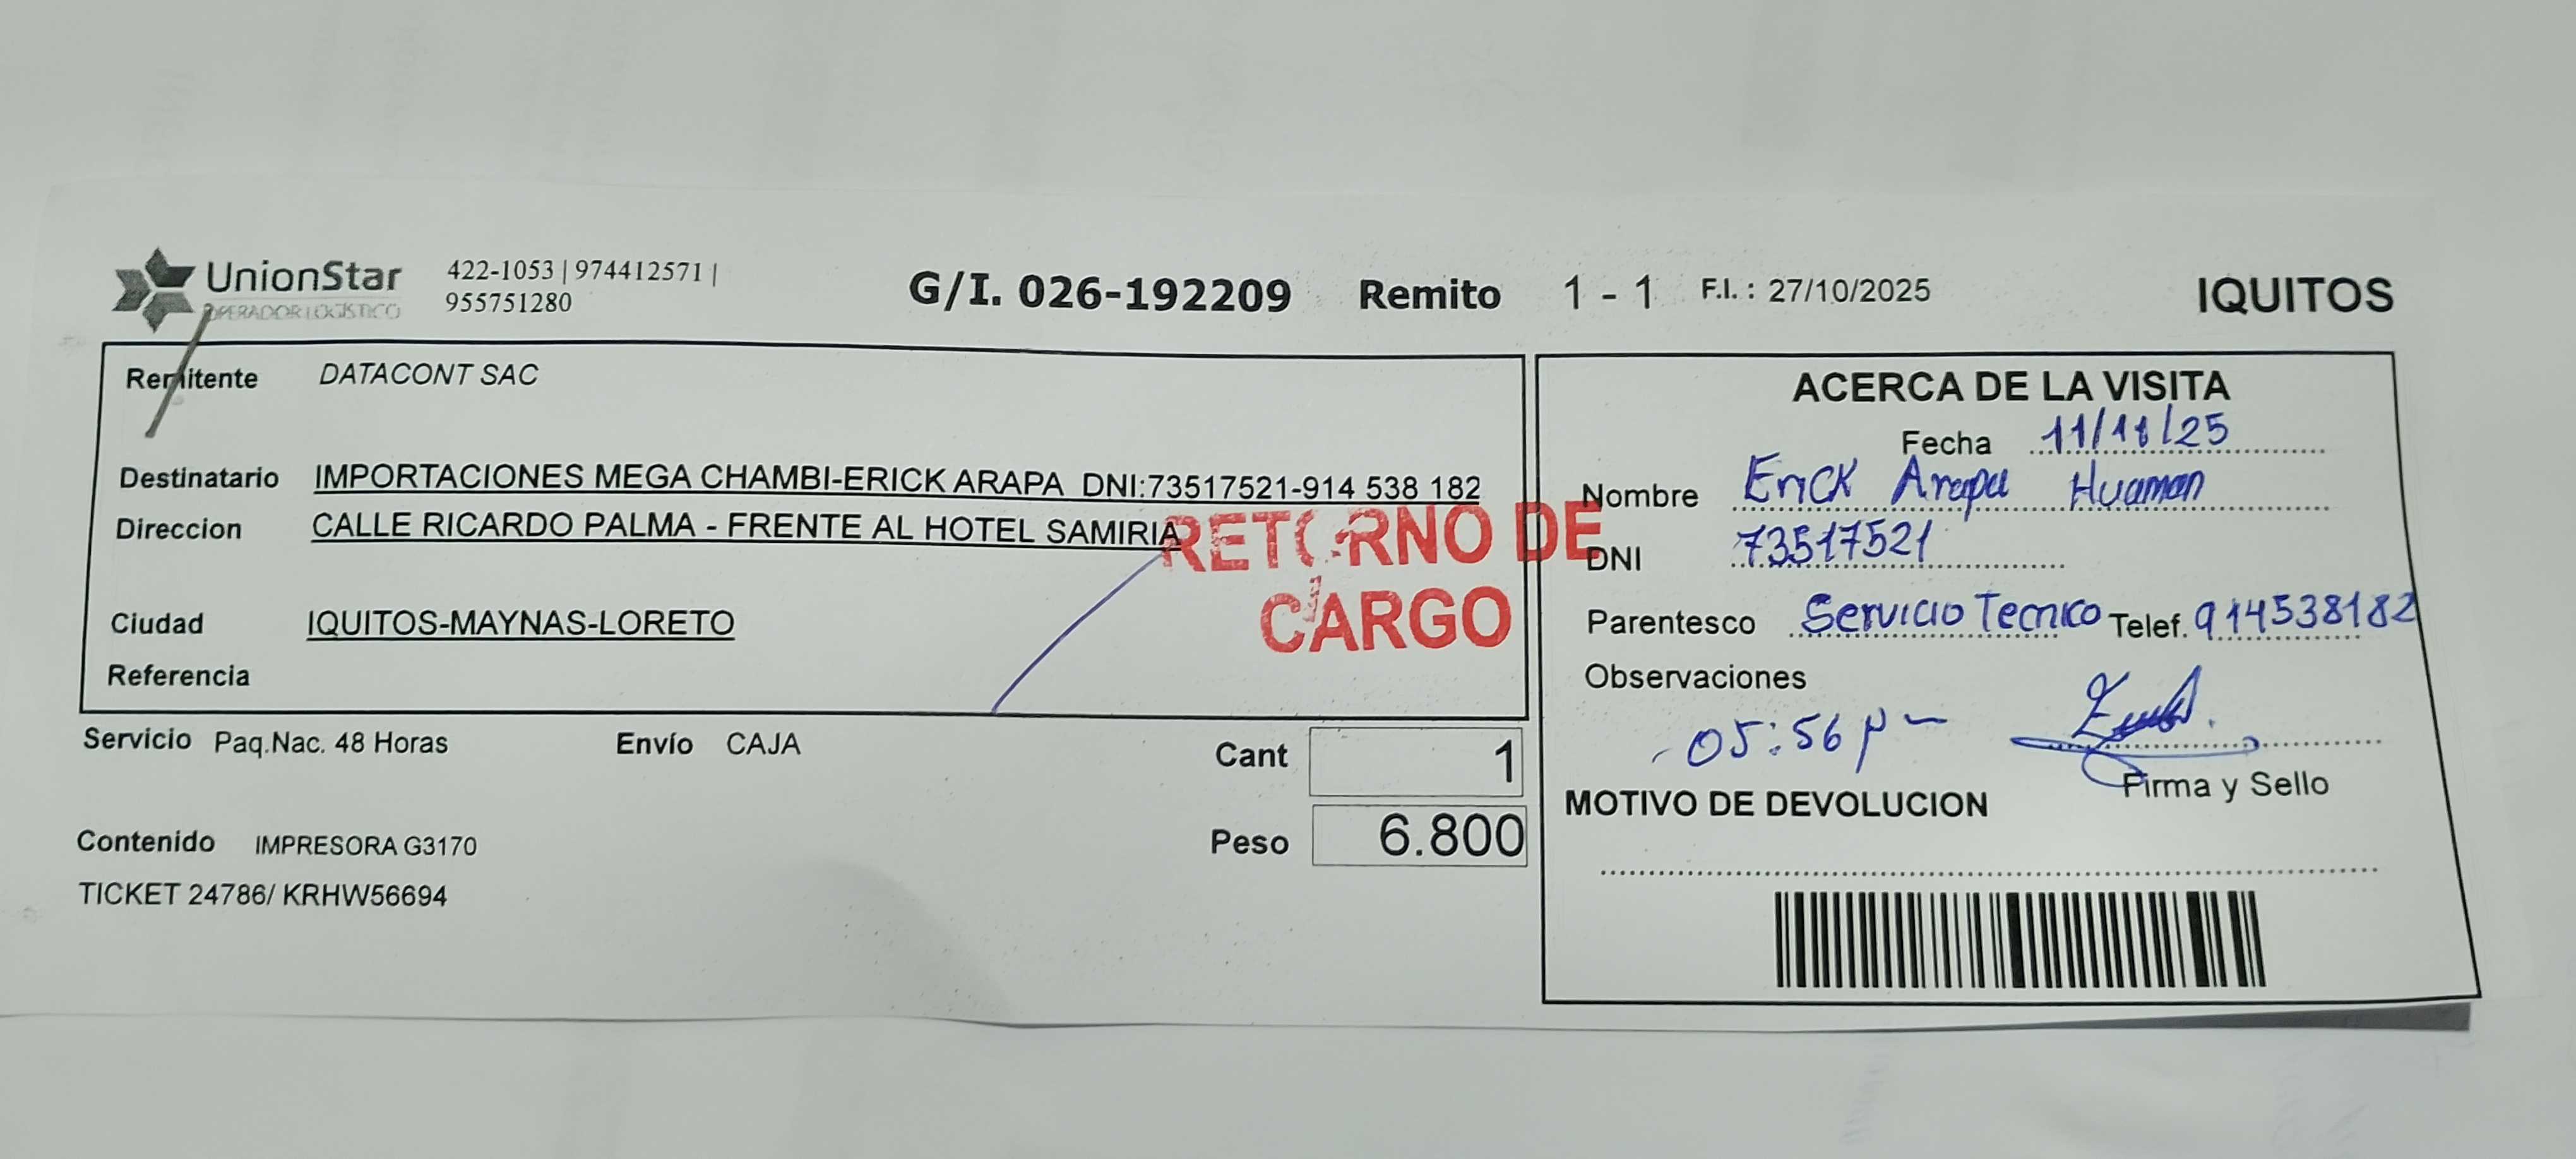 UnionStar
OPERADOR LOGISTICO
422-1053 | 974412571 |
955751280
G/I. 026-192209 Remito 1 - 1 F.I. : 27/10/2025 IQUITOS
Remitente DATACONT SAC
Destinatario IMPORTACIONES MEGA CHAMBI-ERICK ARAPA DNI:73517521-914 538 182
Direccion CALLE RICARDO PALMA - FRENTE AL HOTEL SAMIRIA
RETORNO DE
CARGO
Ciudad IQUITOS-MAYNAS-LORETO
Referencia
Servicio Paq.Nac. 48 Horas Envío CAJA Cant 1
Contenido IMPRESORA G3170 Peso 6.800
TICKET 24786/ KRHW56694
ACERCA DE LA VISITA
Fecha 11/11/25
Nombre Erick Arapa Huaman
DNI 73517521
Parentesco Servicio Tecnico Telef. 914538182
Observaciones
05:56 p
Firma y Sello
MOTIVO DE DEVOLUCION